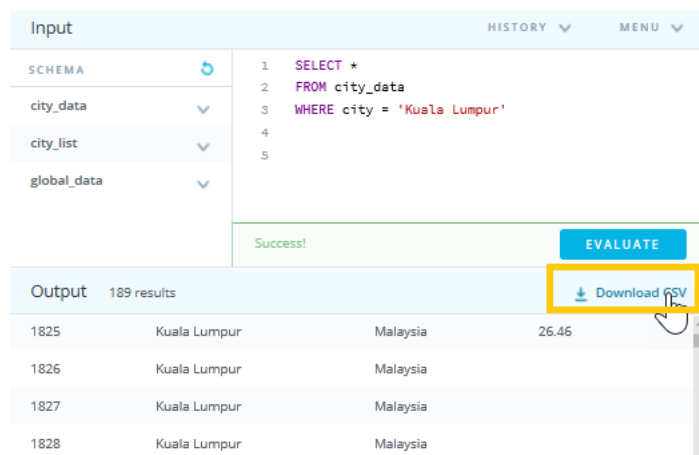 Input HISTORY MENU
SCHEMA
city_data
city_list
global_data
1 SELECT *
2 FROM city_data
3 WHERE city = 'Kuala Lumpur'
4
5
Success! EVALUATE
Output 189 results Download CSV
1825 Kuala Lumpur Malaysia 26.46
1826 Kuala Lumpur Malaysia
1827 Kuala Lumpur Malaysia
1828 Kuala Lumpur Malaysia